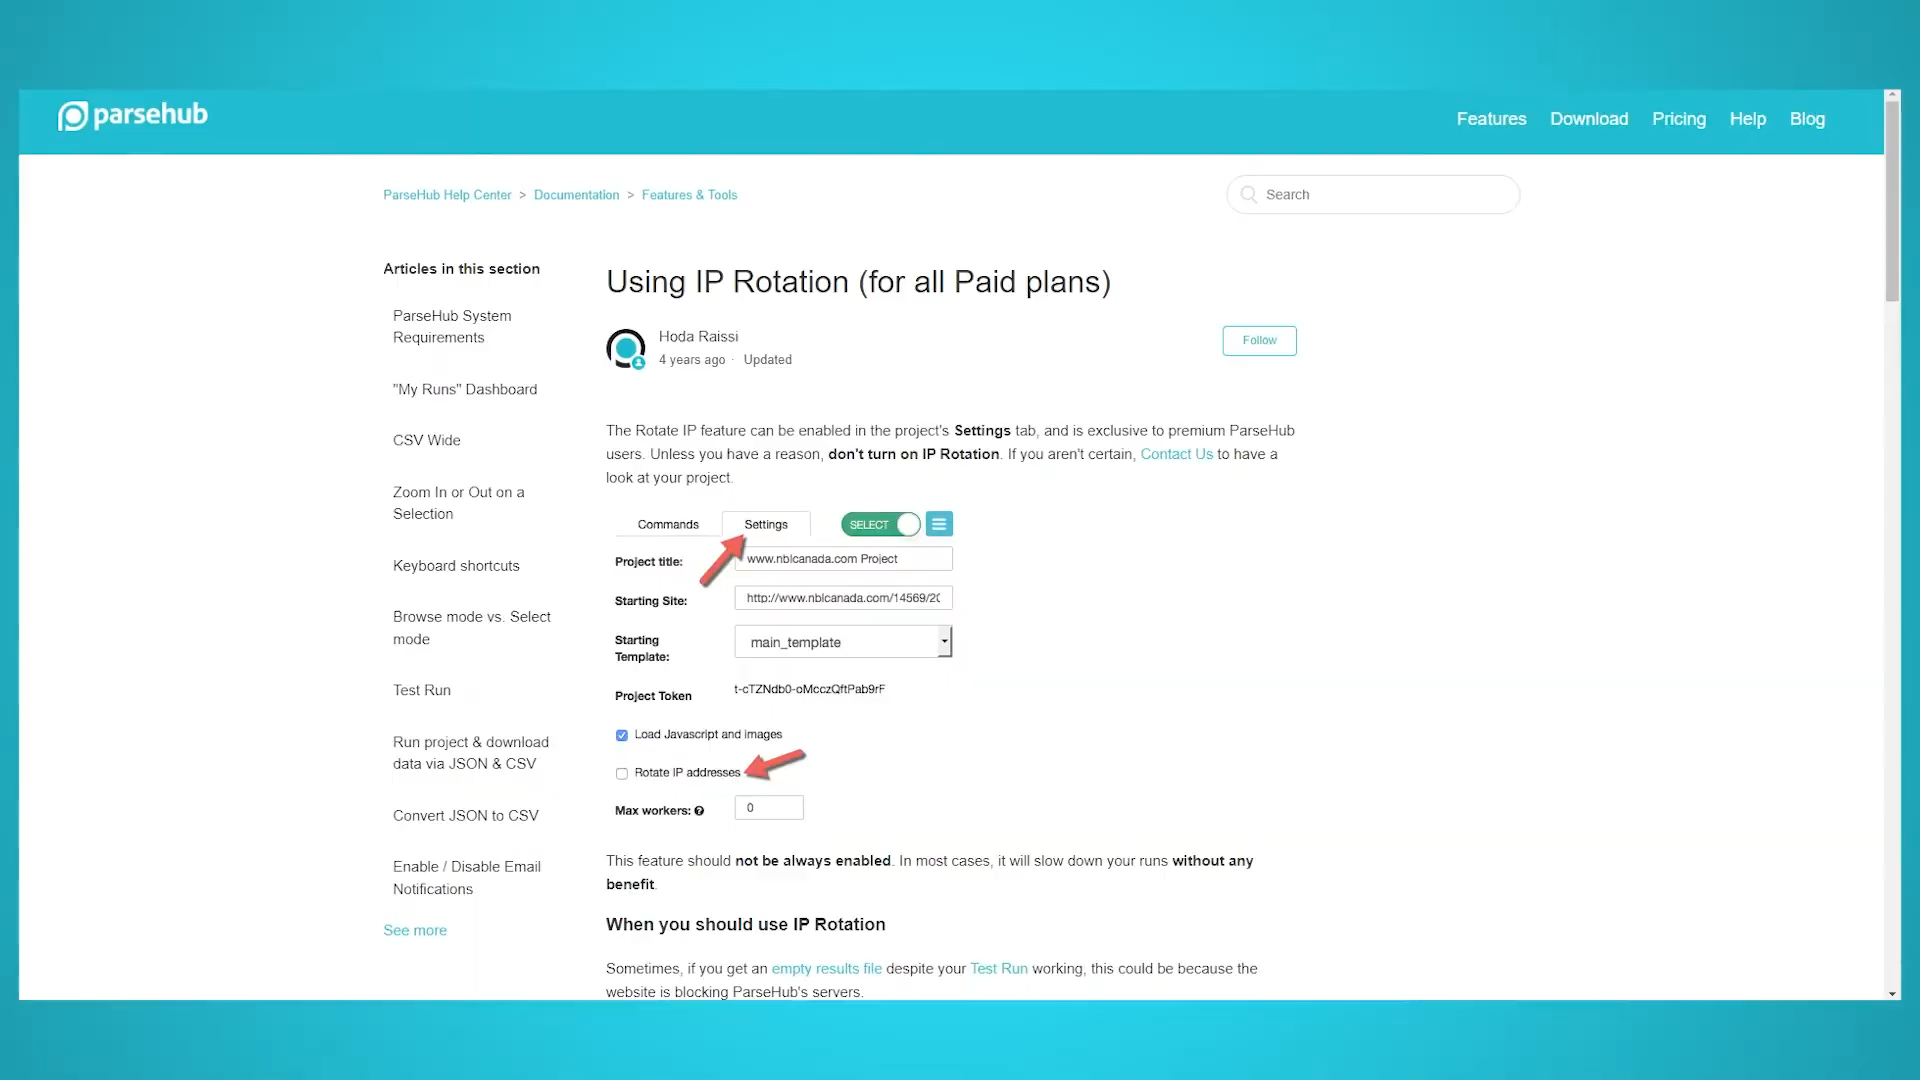 parsehub
Features Download Pricing Help Blog
ParseHub Help Center > Documentation > Features & Tools
Search
Articles in this section
ParseHub System
Requirements
"My Runs" Dashboard
CSV Wide
Zoom In or Out on a
Selection
Keyboard shortcuts
Browse mode vs. Select
mode
Test Run
Run project & download
data via JSON & CSV
Convert JSON to CSV
Enable / Disable Email
Notifications
See more
Using IP Rotation (for all Paid plans)
Hoda Raissi
4 years ago · Updated
Follow
The Rotate IP feature can be enabled in the project's Settings tab, and is exclusive to premium ParseHub
users. Unless you have a reason, don't turn on IP Rotation. If you aren't certain, Contact Us to have a
look at your project.
Commands Settings SELECT
Project title: www.nblcanada.com Project
Starting Site: http://www.nblcanada.com/14569/20
Starting
Template: main_template
Project Token t-cTZNdb0-oMcczQftPab9rF
Load Javascript and images
Rotate IP addresses
Max workers: ? 0
This feature should not be always enabled. In most cases, it will slow down your runs without any
benefit.
When you should use IP Rotation
Sometimes, if you get an empty results file despite your Test Run working, this could be because the
website is blocking ParseHub's servers.